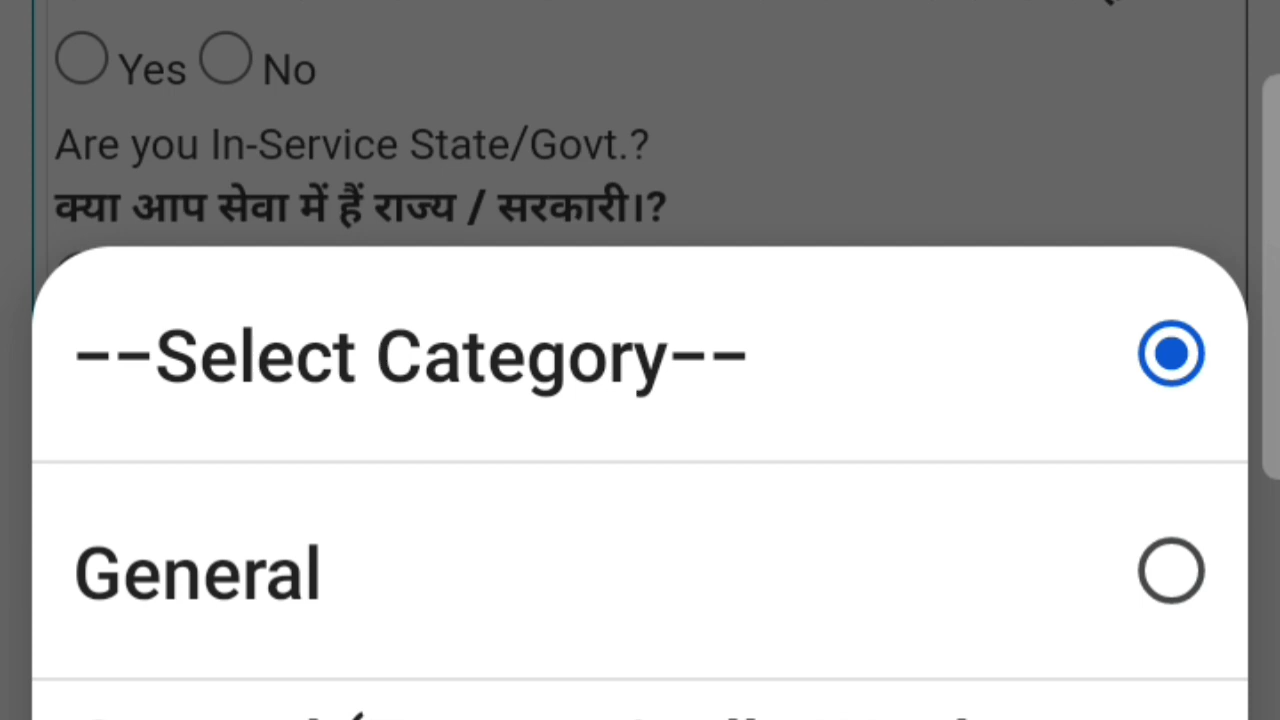 Yes No
Are you In-Service State/Govt.?
क्या आप सेवा में हैं राज्य / सरकारी।?
--Select Category--
General